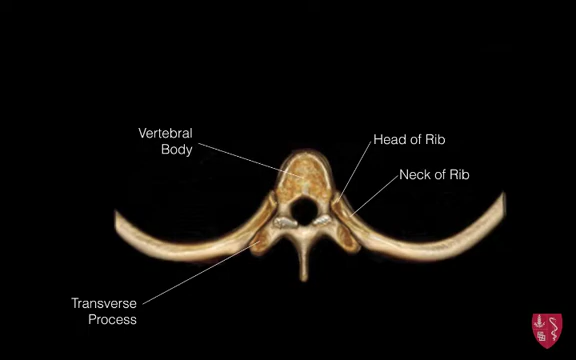 Vertebral
Body
Head of Rib
Neck of Rib
Transverse
Process